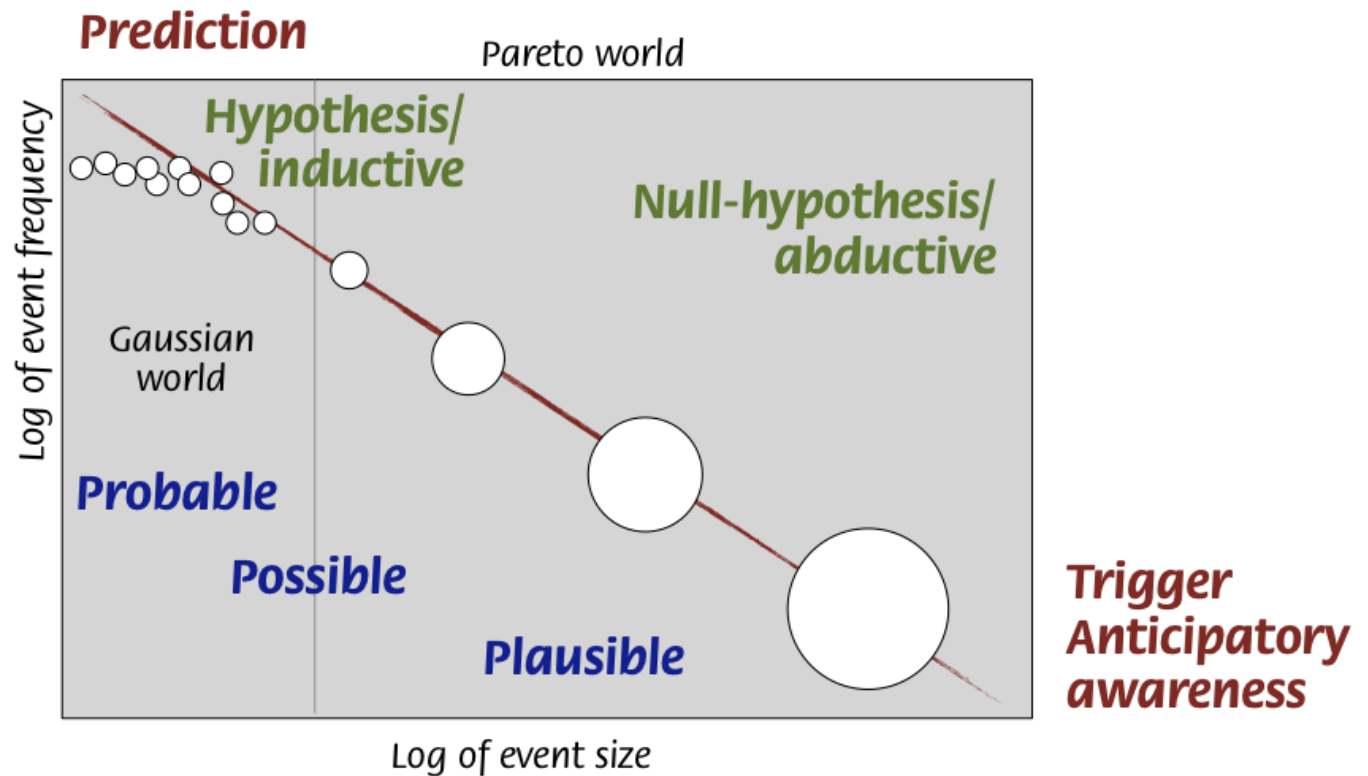 Prediction
Pareto world
Log of event frequency
Hypothesis/
inductive
Null-hypothesis/
abductive
Gaussian
world
Probable
Possible
Plausible
Trigger
Anticipatory
awareness
Log of event size